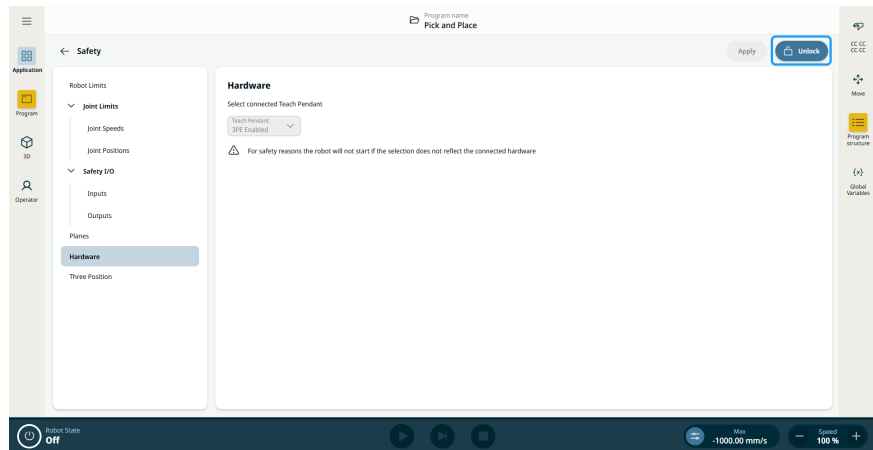 Program name
Pick and Place
Safety
Apply
Unlock
Application
Program
3D
Operator
Robot Limits
Joint Limits
Joint Speeds
Joint Positions
Safety I/O
Inputs
Outputs
Planes
Hardware
Three Position
Hardware
Select connected Teach Pendant
Teach Pendant
3PE Enabled
For safety reasons the robot will not start if the selection does not reflect the connected hardware
CC CC
CC CC
Move
Program
structure
{x}
Global
Variables
Robot State
Off
Max
-1000.00 mm/s
Speed
100 %